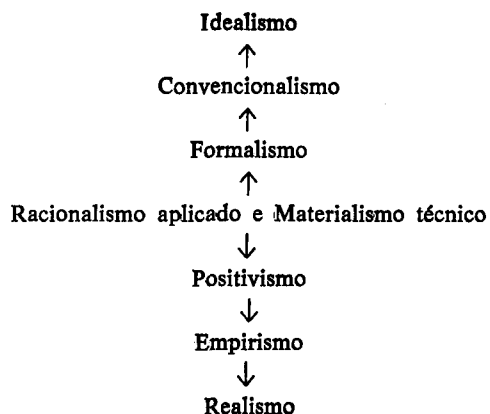 Idealismo
↑
Convencionalismo
↑
Formalismo
↑
Racionalismo aplicado e Materialismo técnico
↓
Positivismo
↓
Empirismo
↓
Realismo